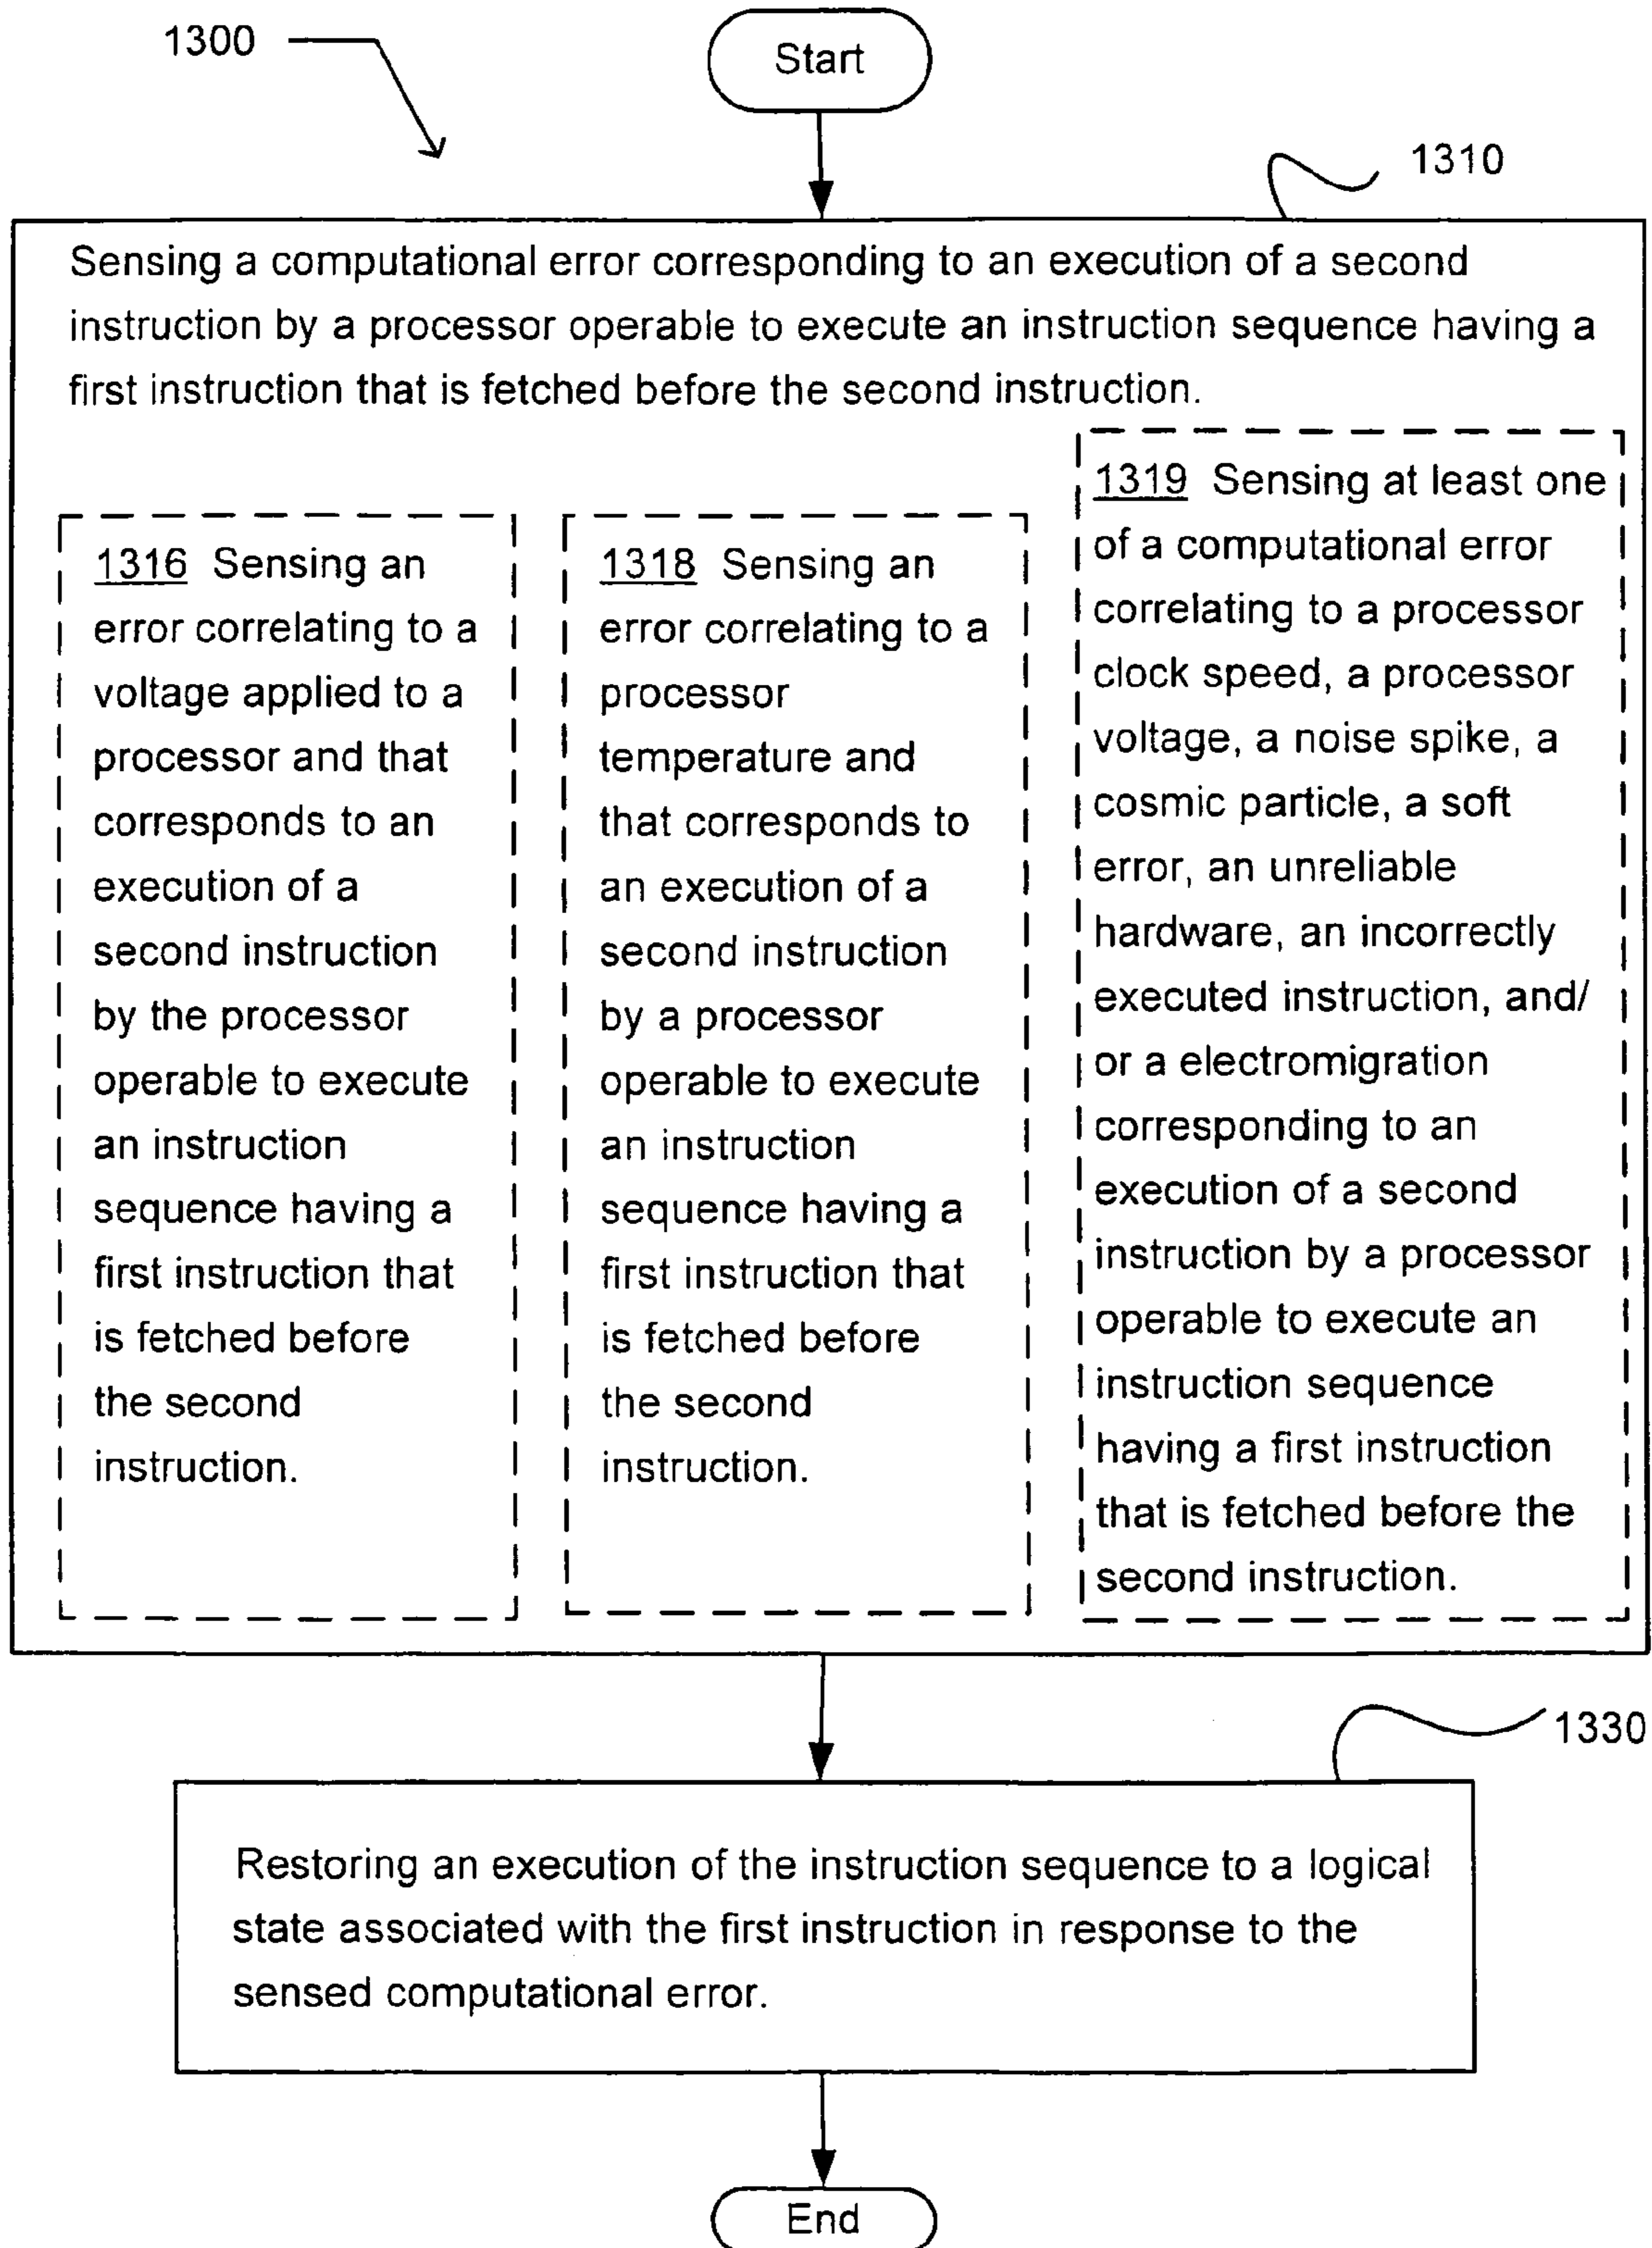 1300
Start
1310
Sensing a computational error corresponding to an execution of a second
instruction by a processor operable to execute an instruction sequence having a
first instruction that is fetched before the second instruction.
1316 Sensing an
error correlating to a
voltage applied to a
processor and that
corresponds to an
execution of a
second instruction
by the processor
operable to execute
an instruction
sequence having a
first instruction that
is fetched before
the second
instruction.
1318 Sensing an
error correlating to a
processor
temperature and
that corresponds to
an execution of a
second instruction
by a processor
operable to execute
an instruction
sequence having a
first instruction that
is fetched before
the second
instruction.
1319 Sensing at least one
of a computational error
correlating to a processor
clock speed, a processor
voltage, a noise spike, a
cosmic particle, a soft
error, an unreliable
hardware, an incorrectly
executed instruction, and/
or a electromigration
corresponding to an
execution of a second
instruction by a processor
operable to execute an
instruction sequence
having a first instruction
that is fetched before the
second instruction.
1330
Restoring an execution of the instruction sequence to a logical
state associated with the first instruction in response to the
sensed computational error.
End